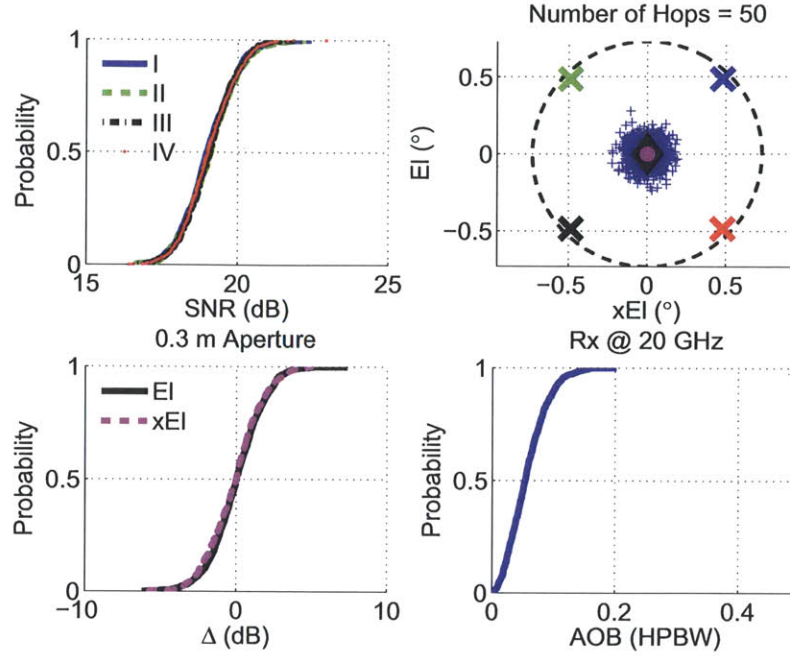 Number of Hops = 50
Probability
1
0.5
0
I
II
III
IV
15
20
25
SNR (dB)
El (°)
0.5
0
−0.5
−0.5
0
0.5
xEl (°)
0.3 m Aperture
Probability
1
0.5
0
El
xEl
−10
0
10
Δ (dB)
Rx @ 20 GHz
Probability
1
0.5
0
0
0.2
0.4
AOB (HPBW)